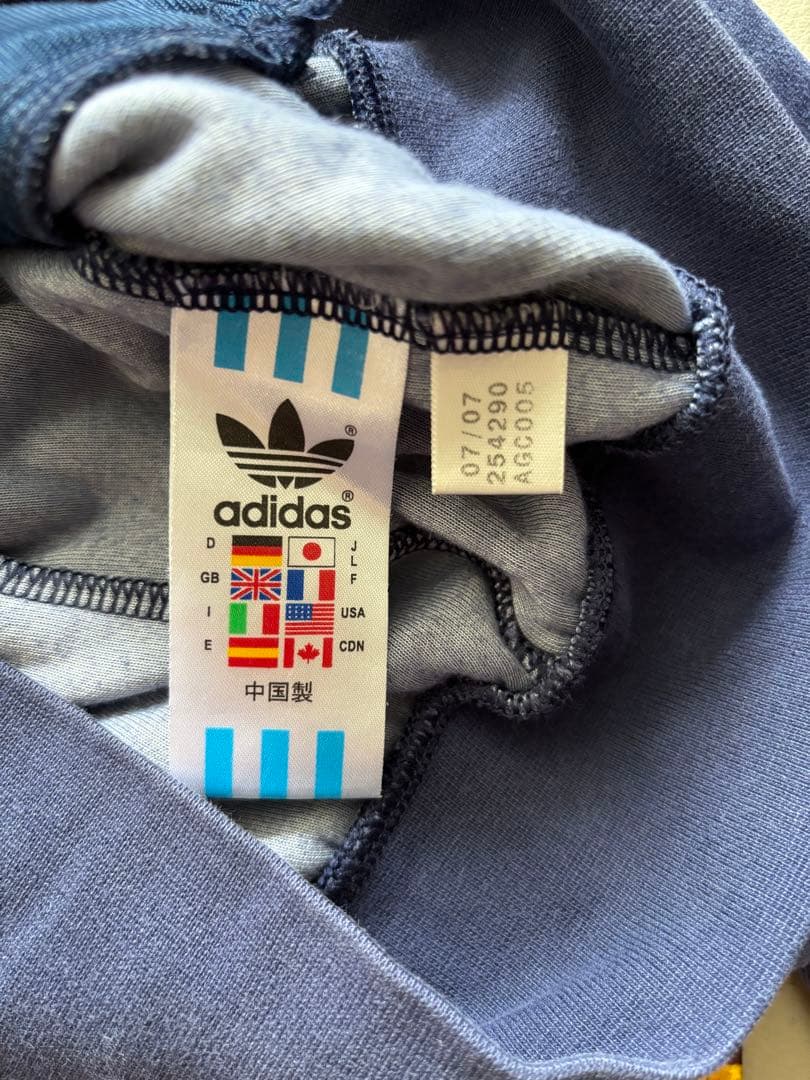 ®
adidas®
D
J
L
GB
F
I
USA
E
CDN
中国製
07/07
254290
AGC005